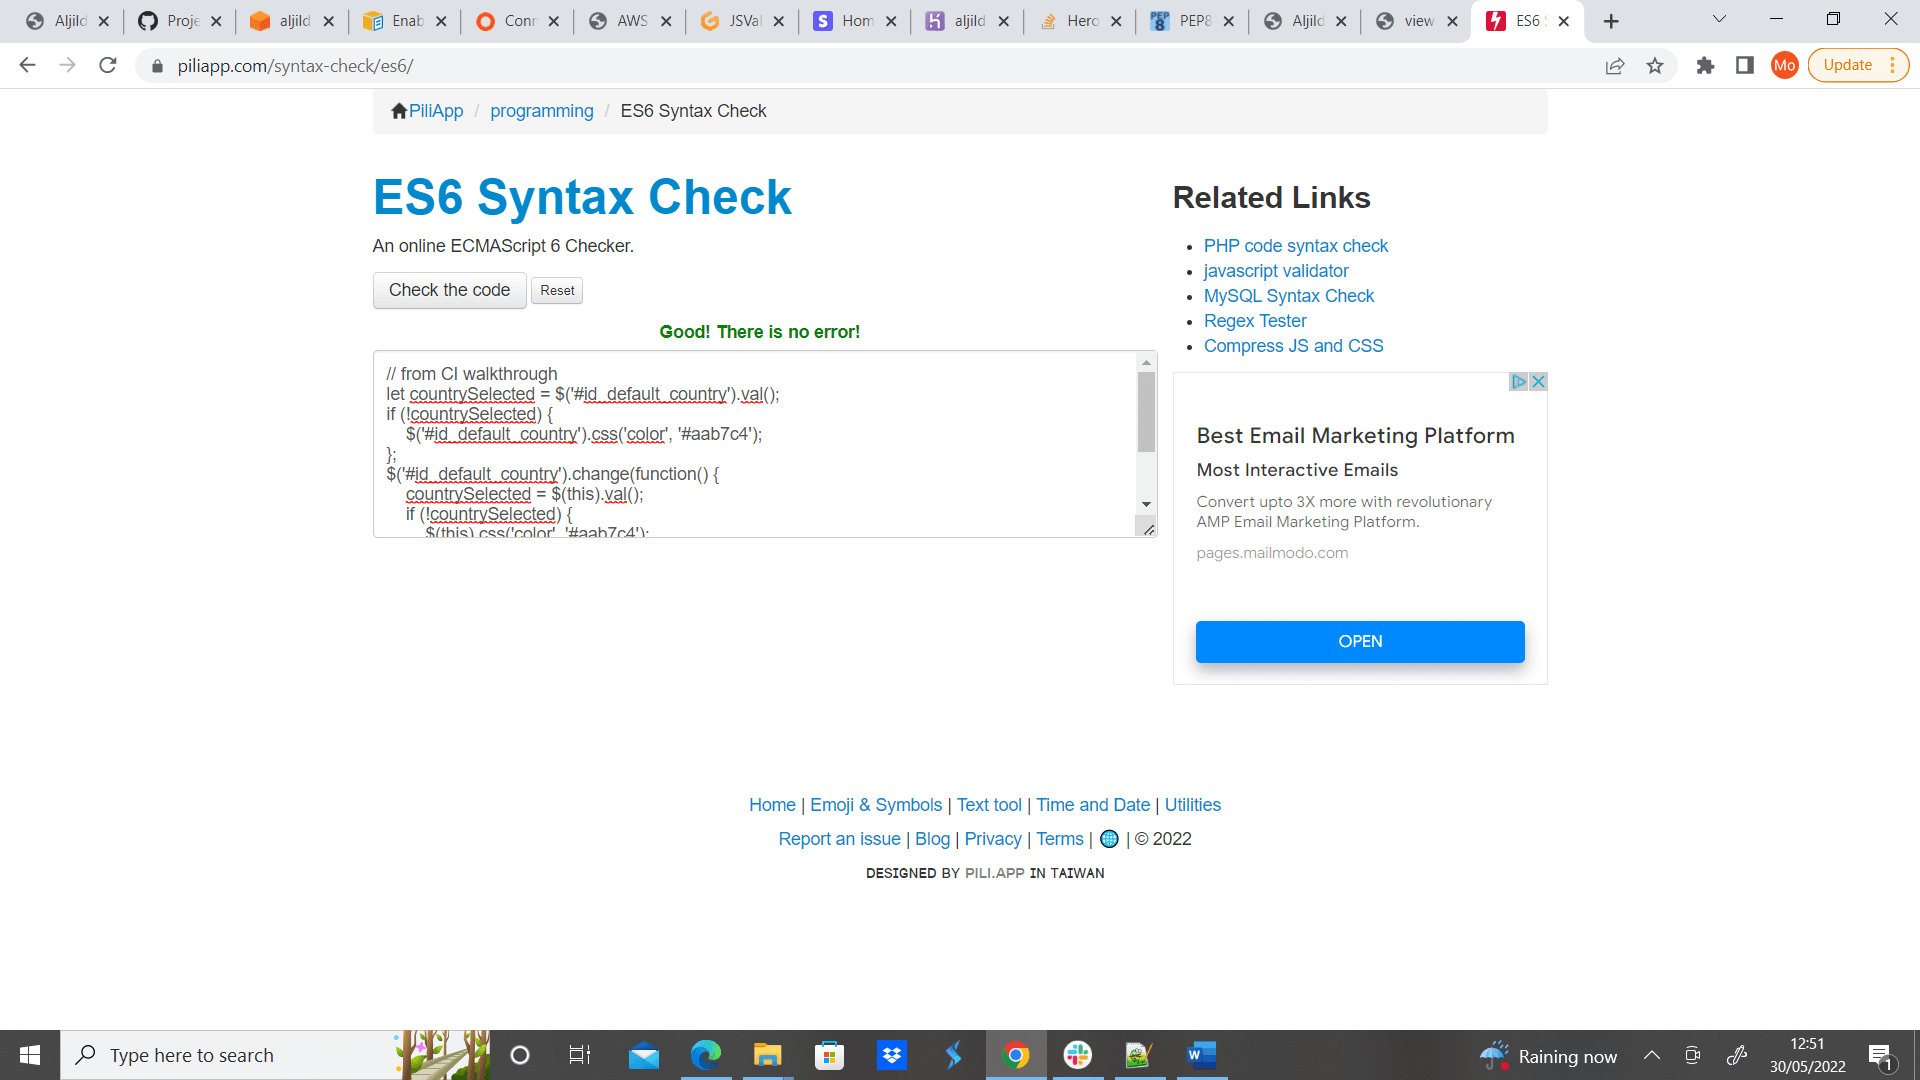 Aljild
Proje
aljild
Enab
Conn
AWS
JSVal
Hom
aljild
Hero
PEP8
Aljild
view
ES6 S
piliapp.com/syntax-check/es6/
Mo
Update
PiliApp / programming / ES6 Syntax Check
ES6 Syntax Check
An online ECMAScript 6 Checker.
Check the code
Reset
Good! There is no error!
// from CI walkthrough
let countrySelected = $('#id_default_country').val();
if (!countrySelected) {
$('#id_default_country').css('color', '#aab7c4');
};
$('#id_default_country').change(function() {
countrySelected = $(this).val();
if (!countrySelected) {
$(this).css('color', '#aab7c4');
Related Links
PHP code syntax check
javascript validator
MySQL Syntax Check
Regex Tester
Compress JS and CSS
Best Email Marketing Platform
Most Interactive Emails
Convert upto 3X more with revolutionary
AMP Email Marketing Platform.
pages.mailmodo.com
OPEN
Home | Emoji & Symbols | Text tool | Time and Date | Utilities
Report an issue | Blog | Privacy | Terms | 🌐 | © 2022
DESIGNED BY PILI.APP IN TAIWAN
Type here to search
Raining now
12:51
30/05/2022
1